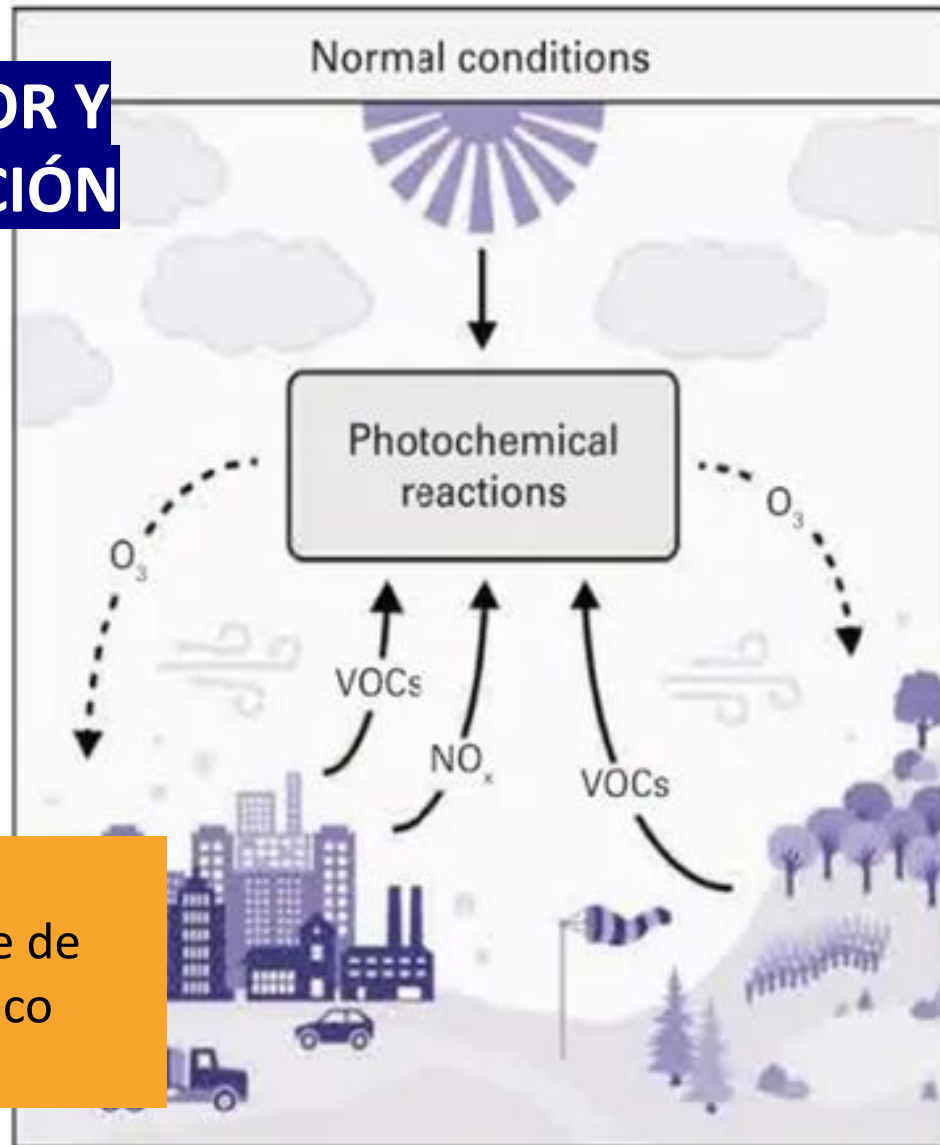 Normal conditions
OR Y
CIÓN
Photochemical
reactions
O₃
O₃
VOCs
NOₓ
VOCs
e de
co